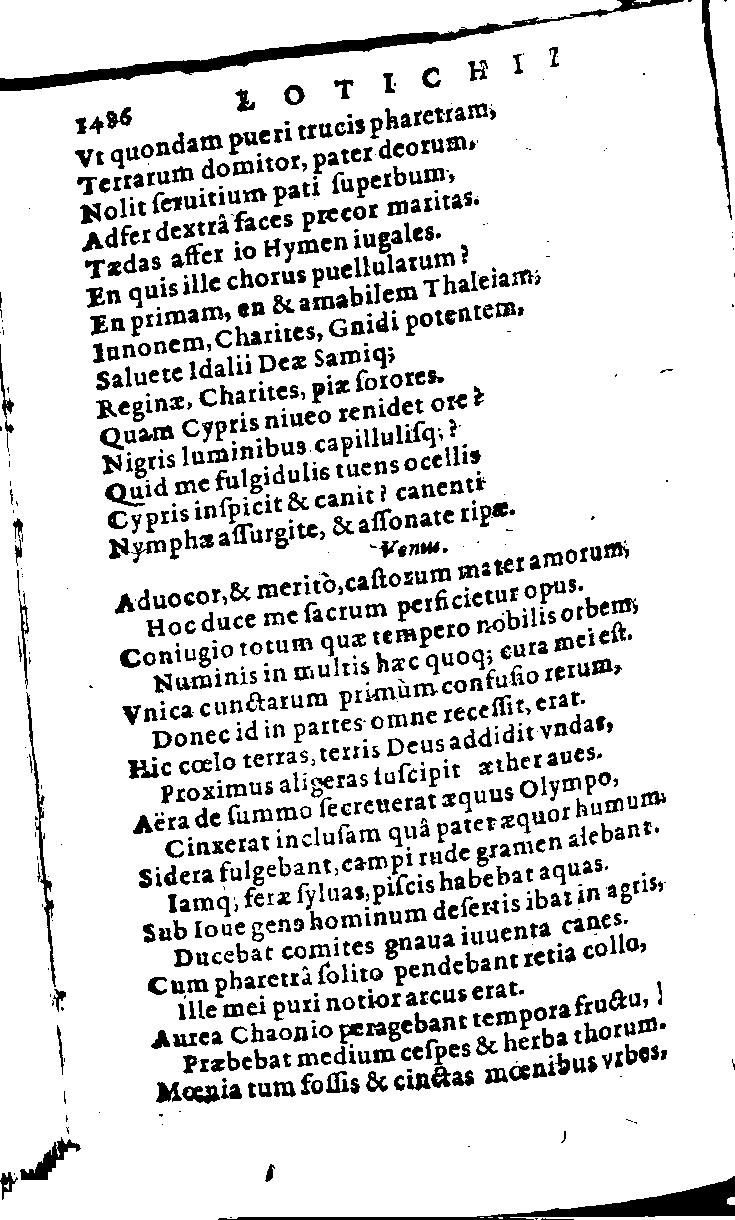 1486 LOTICHII
Vt quondam pueri trucis pharetram,
Terrarum domitor, pater deorum,
Nolit ſeruitium pati ſuperbum,
Adfer dextrâ faces precor maritas.
Tædas affer io Hymen iugales.
En quis ille chorus puellularum?
En primam, en & amabilem Thaleiam,
Iunonem, Charites, Gnidi potentem,
Saluete Idalii Deæ Samiq;
Reginæ, Charites, piæ ſorores.
Quam Cypris niueo renidet ore?
Nigris luminibus capilluliſq;?
Quid me fulgidulis tuens ocellis
Cypris inſpicit & canit? canenti
Nymphæ aſſurgite, & aſſonate ripæ.
Venus.
Aduocor, & meritò, caſtorum mater amorum,
Hoc duce me ſacrum perficietur opus.
Coniugio totum quæ tempero nobilis orbem,
Numinis in multis hæc quoq; cura mei eſt.
Vnica cunctarum primùm confuſio rerum,
Donec id in partes omne receſſit, erat.
Hic cœlo terras, terris Deus addidit vndas,
Proximus aligeras ſuſcipit æther aues.
Aëra de ſummo ſecreuerat æquus Olympo,
Cinxerat incluſam quâ patet æquor humum.
Sidera fulgebant, campi rude gramen alebant.
Iamq; feræ ſyluas, piſcis habebat aquas.
Sub Ioue gens hominum deſertis ibat in agris,
Ducebat comites gnaua iuuenta canes.
Cum pharetrâ ſolito pendebant retia collo,
Ille mei puri notior arcus erat.
Aurea Chaonio peragebant tempora fructu,
Præbebat medium ceſpes & herba thorum.
Mœnia tum foſſis & cinctas mœnibus vrbes,